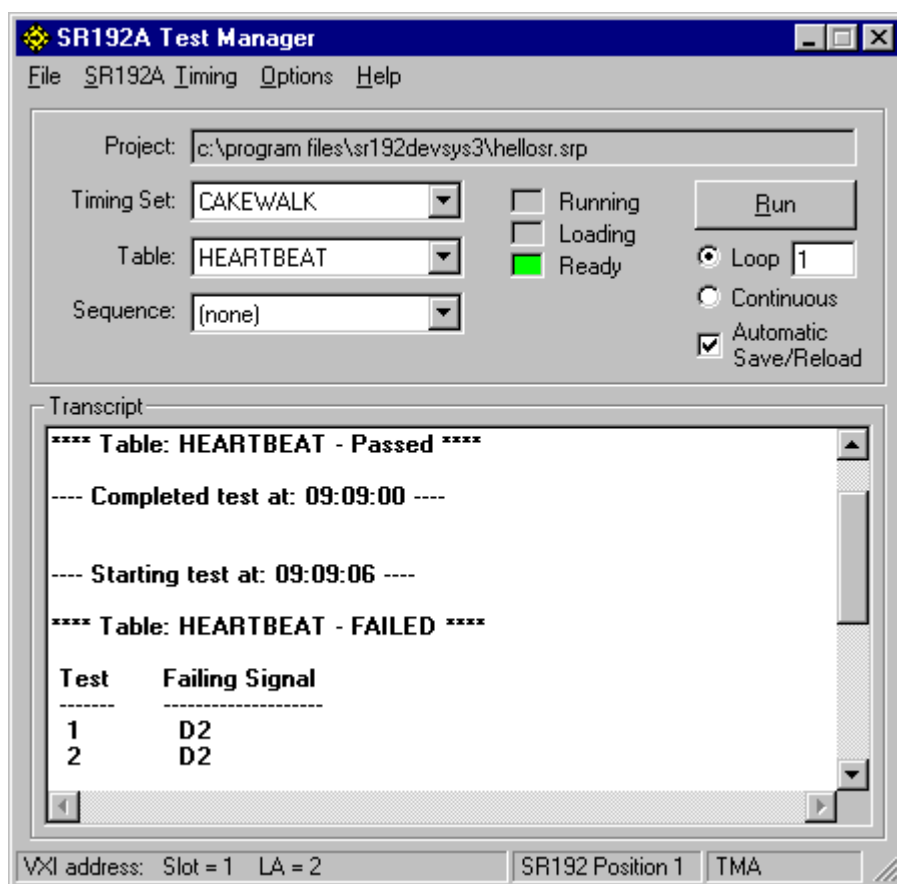 SR192A Test Manager
File SR192A Timing Options Help
Project: c:\program files\sr192devsys3\hellosr.srp
Timing Set: CAKEWALK
Table: HEARTBEAT
Sequence: (none)
Running
Loading
Ready
Run
Loop 1
Continuous
Automatic
Save/Reload
Transcript
**** Table: HEARTBEAT - Passed ****
---- Completed test at: 09:09:00 ----
---- Starting test at: 09:09:06 ----
**** Table: HEARTBEAT - FAILED ****
Test Failing Signal
------- --------------------
1 D2
2 D2
VXI address: Slot = 1 LA = 2 SR192 Position 1 TMA